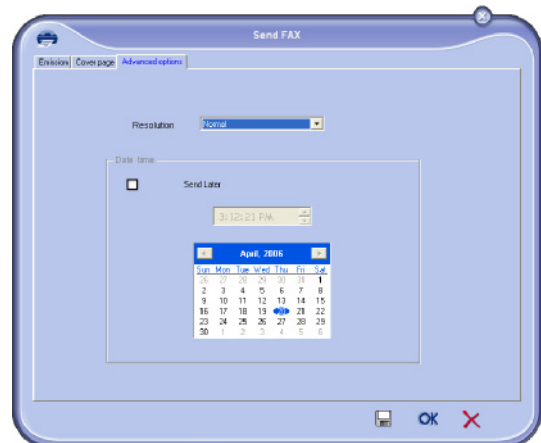 Send FAX
Emission Cover page Advanced options
Resolution Normal
Date time
Send Later
3:12:21 PM
April, 2006
Sun Mon Tue Wed Thu Fri Sat
26 27 28 29 30 31 1
2 3 4 5 6 7 8
9 10 11 12 13 14 15
16 17 18 19 20 21 22
23 24 25 26 27 28 29
30 1 2 3 4 5 6
OK